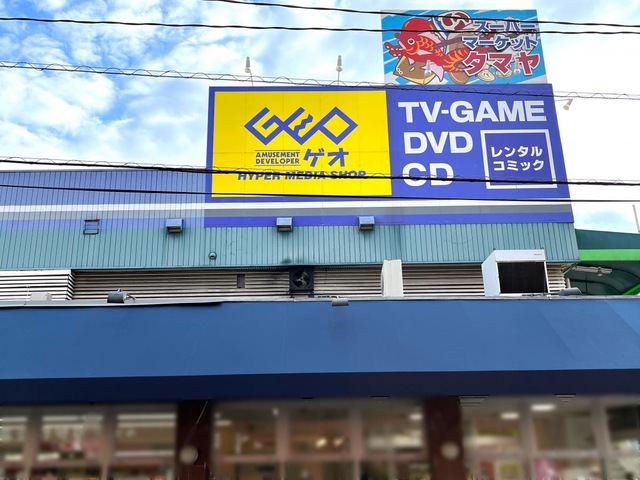 スーパー
マーケット
タマヤ
GEO
AMUSEMENT
DEVELOPER
ゲオ
HYPER MEDIA SHOP
TV-GAME
DVD
CD
レンタル
コミック